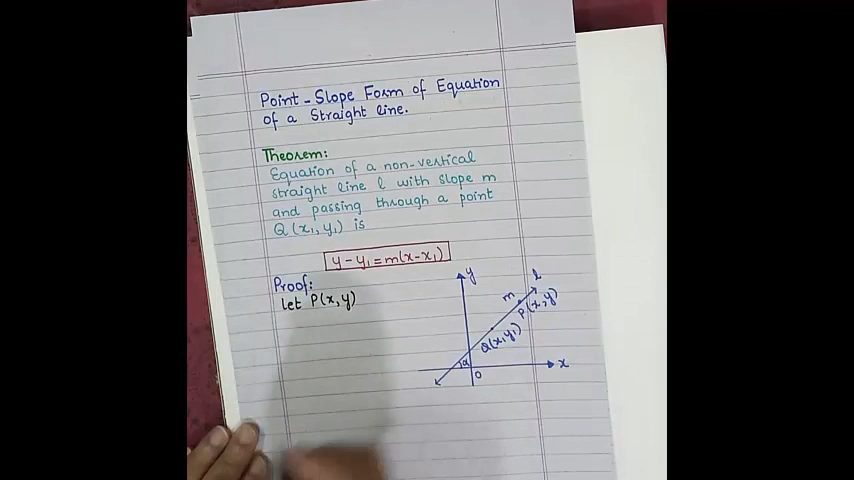 Point-Slope Form of Equation
of a Straight line.
Theorem:
Equation of a non-vertical
straight line l with slope m
and passing through a point
Q(x₁,y₁) is
y-y₁=m(x-x₁)
Proof:
let P(x,y)
y
l
m
P(x,y)
Q(x₁,y₁)
α
x
0